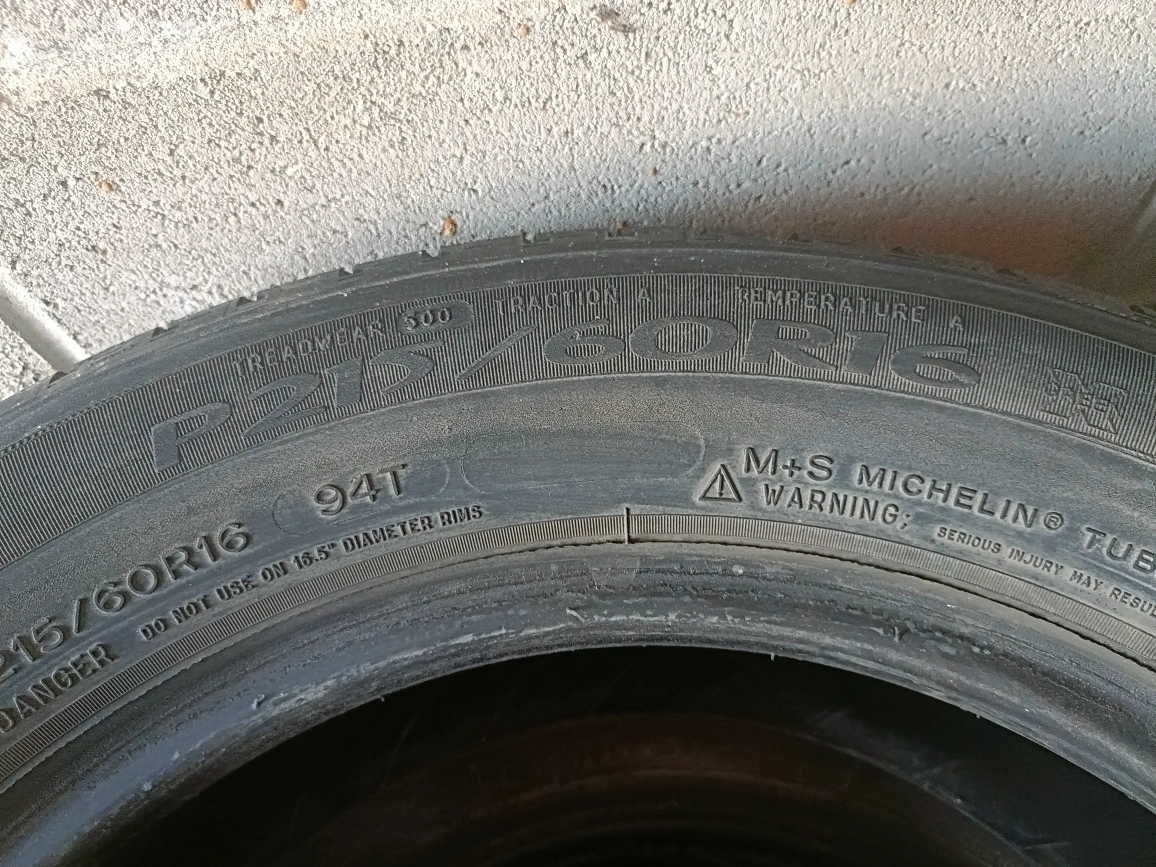 TREADWEAR 500 TRACTION A TEMPERATURE A
P215/60R16
GREEN
215/60R16 94T M+S MICHELIN® TUB
DANGER DO NOT USE ON 16.5" DIAMETER RIMS WARNING; SERIOUS INJURY MAY RESUL